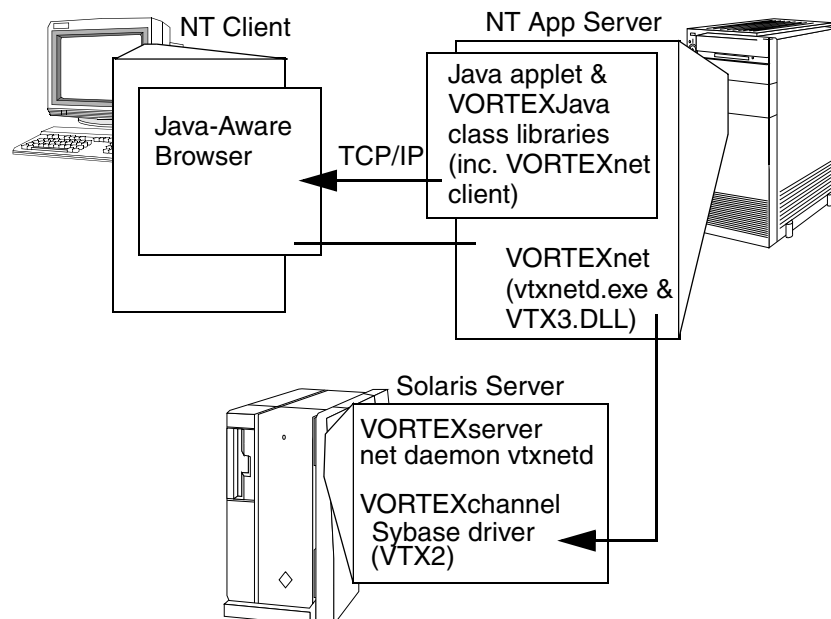 NT Client
NT App Server
Java-Aware
Browser
TCP/IP
Java applet &
VORTEXJava
class libraries
(inc. VORTEXnet
client)
VORTEXnet
(vtxnetd.exe &
VTX3.DLL)
Solaris Server
VORTEXserver
net daemon vtxnetd
VORTEXchannel
Sybase driver
(VTX2)